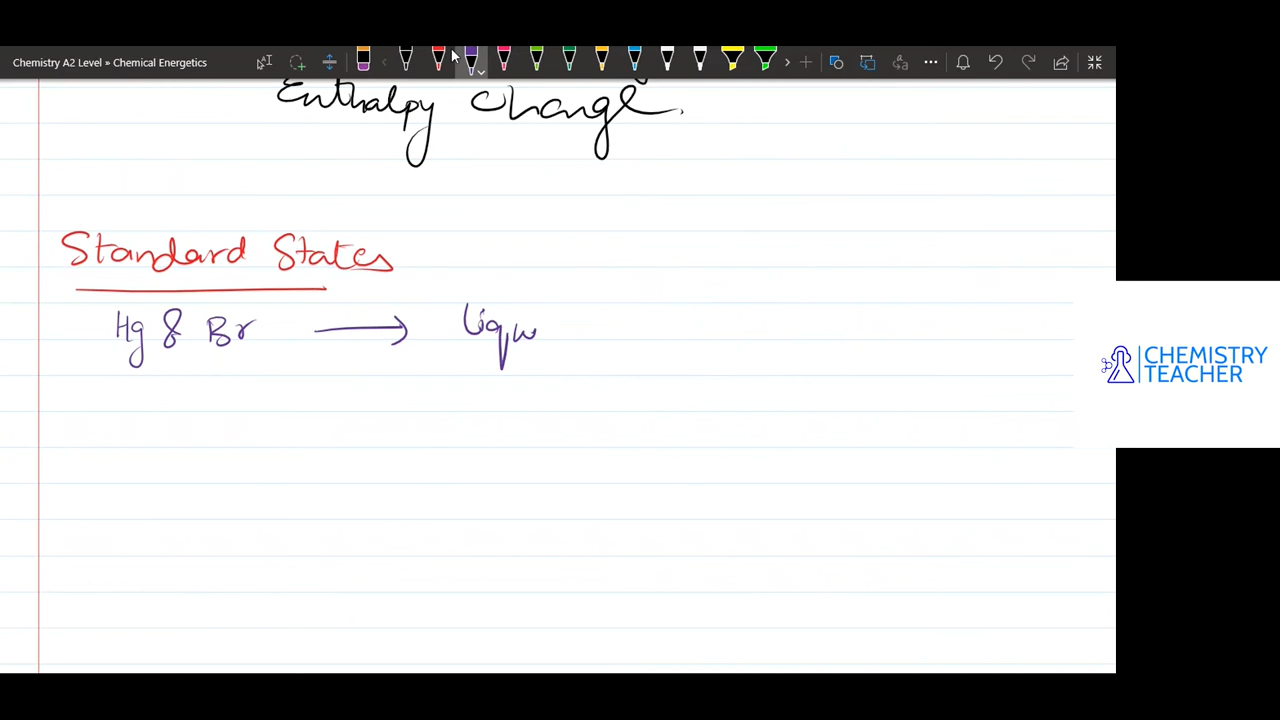 Chemistry A2 Level » Chemical Energetics
Enthalpy Change.
Standard States
Hg & Br → liqu
CHEMISTRY
TEACHER